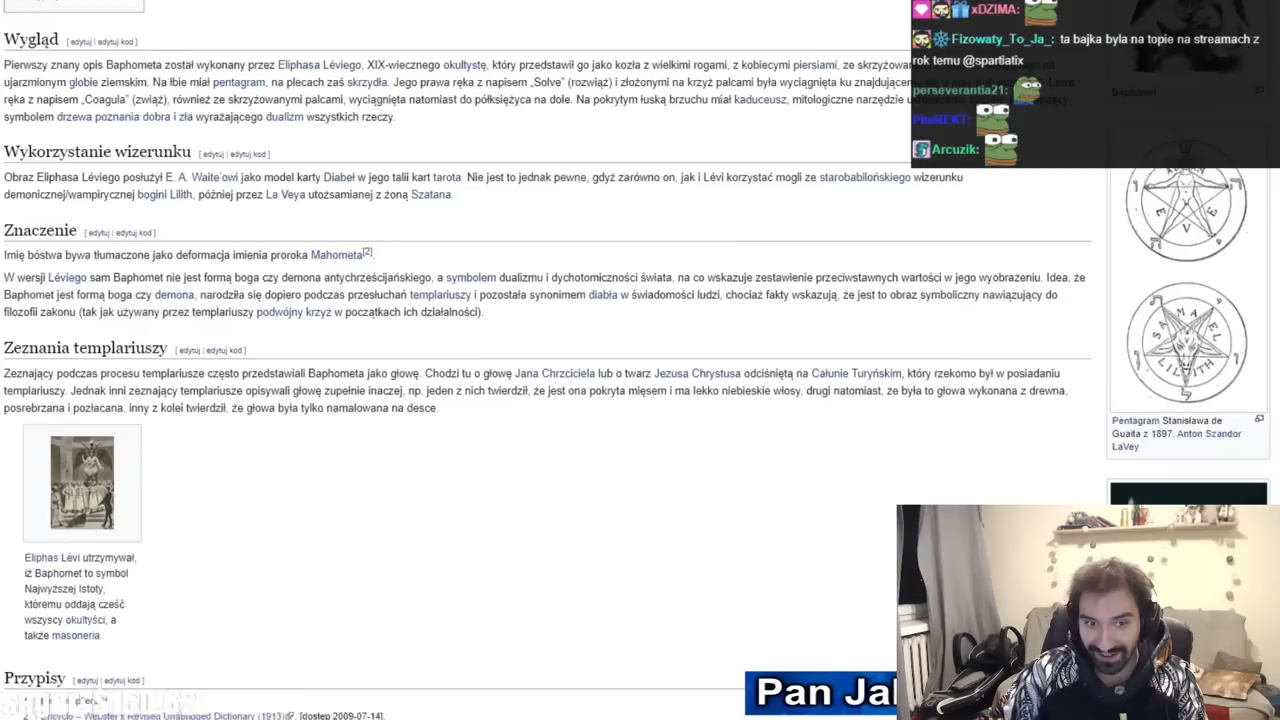 Wygląd [ edytuj | edytuj kod ]
Pierwszy znany opis Baphometa został wykonany przez Eliphasa Léviego, XIX-wiecznego okultystę, który przedstawił go jako kozła z wielkimi rogami, z kobiecymi piersiami, ze skrzyżowa
ujarzmionym globie ziemskim. Na łbie miał pentagram, na plecach zaś skrzydła. Jego prawa ręka z napisem „Solve” (rozwiąż) i złożonymi na krzyż palcami była wyciągnięta ku znajdującemu
ręka z napisem „Coagula” (zwiąż), również ze skrzyżowanymi palcami, wyciągnięta natomiast do półksiężyca na dole. Na pokrytym łuską brzuchu miał kaduceusz, mitologiczne narzędzie
symbolem drzewa poznania dobra i zła wyrażającego dualizm wszystkich rzeczy.
Wykorzystanie wizerunku [ edytuj | edytuj kod ]
Obraz Eliphasa Léviego posłużył E. A. Waite'owi jako model karty Diabeł w jego talii kart tarota. Nie jest to jednak pewne, gdyż zarówno on, jak i Lévi korzystać mogli ze starobabilońskiego wizerunku
demonicznej/wampirycznej bogini Lilith, później przez La Veya utożsamianej z żoną Szatana.
Znaczenie [ edytuj | edytuj kod ]
Imię bóstwa bywa tłumaczone jako deformacja imienia proroka Mahometa[2].
W wersji Léviego sam Baphomet nie jest formą boga czy demona antychrześcijańskiego, a symbolem dualizmu i dychotomiczności świata, na co wskazuje zestawienie przeciwstawnych wartości w jego wyobrażeniu. Idea, że
Baphomet jest formą boga czy demona, narodziła się dopiero podczas przesłuchań templariuszy i pozostała synonimem diabła w świadomości ludzi, chociaż fakty wskazują, że jest to obraz symboliczny nawiązujący do
filozofii zakonu (tak jak używany przez templariuszy podwójny krzyż w początkach ich działalności).
Zeznania templariuszy [ edytuj | edytuj kod ]
Zeznający podczas procesu templariusze często przedstawiali Baphometa jako głowę. Chodzi tu o głowę Jana Chrzciciela lub o twarz Jezusa Chrystusa odciśniętą na Całunie Turyńskim, który rzekomo był w posiadaniu
templariuszy. Jednak inni zeznający templariusze opisywali głowę zupełnie inaczej, np. jeden z nich twierdził, że jest ona pokryta mięsem i ma lekko niebieskie włosy, drugi natomiast, że była to głowa wykonana z drewna,
posrebrzana i pozłacana, inny z kolei twierdził, że głowa była tylko namalowana na desce.
Eliphas Lévi utrzymywał,
iż Baphomet to symbol
Najwyższej Istoty,
któremu oddają cześć
wszyscy okultyści, a
także masoneria.
Przypisy [ edytuj | edytuj kod ]
Encyclo – Webster's Revised Unabridged Dictionary (1913) [dostęp 2009-07-14].
xDZIMA:
Fizowaty_To_Ja_: ta bajka byla na topie na streamach z
rok temu @spartiatix
perseverantia21:
PiteREKT:
Arcuzik:
Baphomet
SAMAEL
LILITH
Pentagram Stanisława de
Guaita z 1897. Anton Szandor
LaVey
Pan Jal